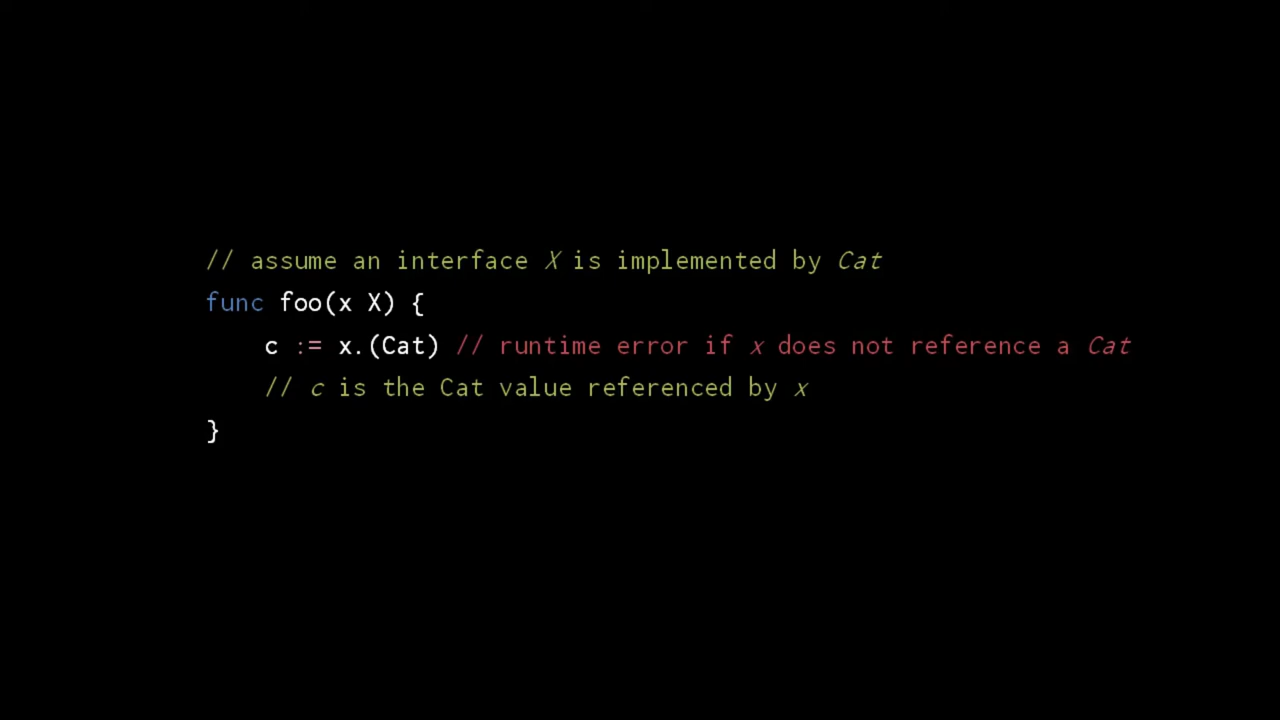 // assume an interface X is implemented by Cat
func foo(x X) {
    c := x.(Cat) // runtime error if x does not reference a Cat
    // c is the Cat value referenced by x
}